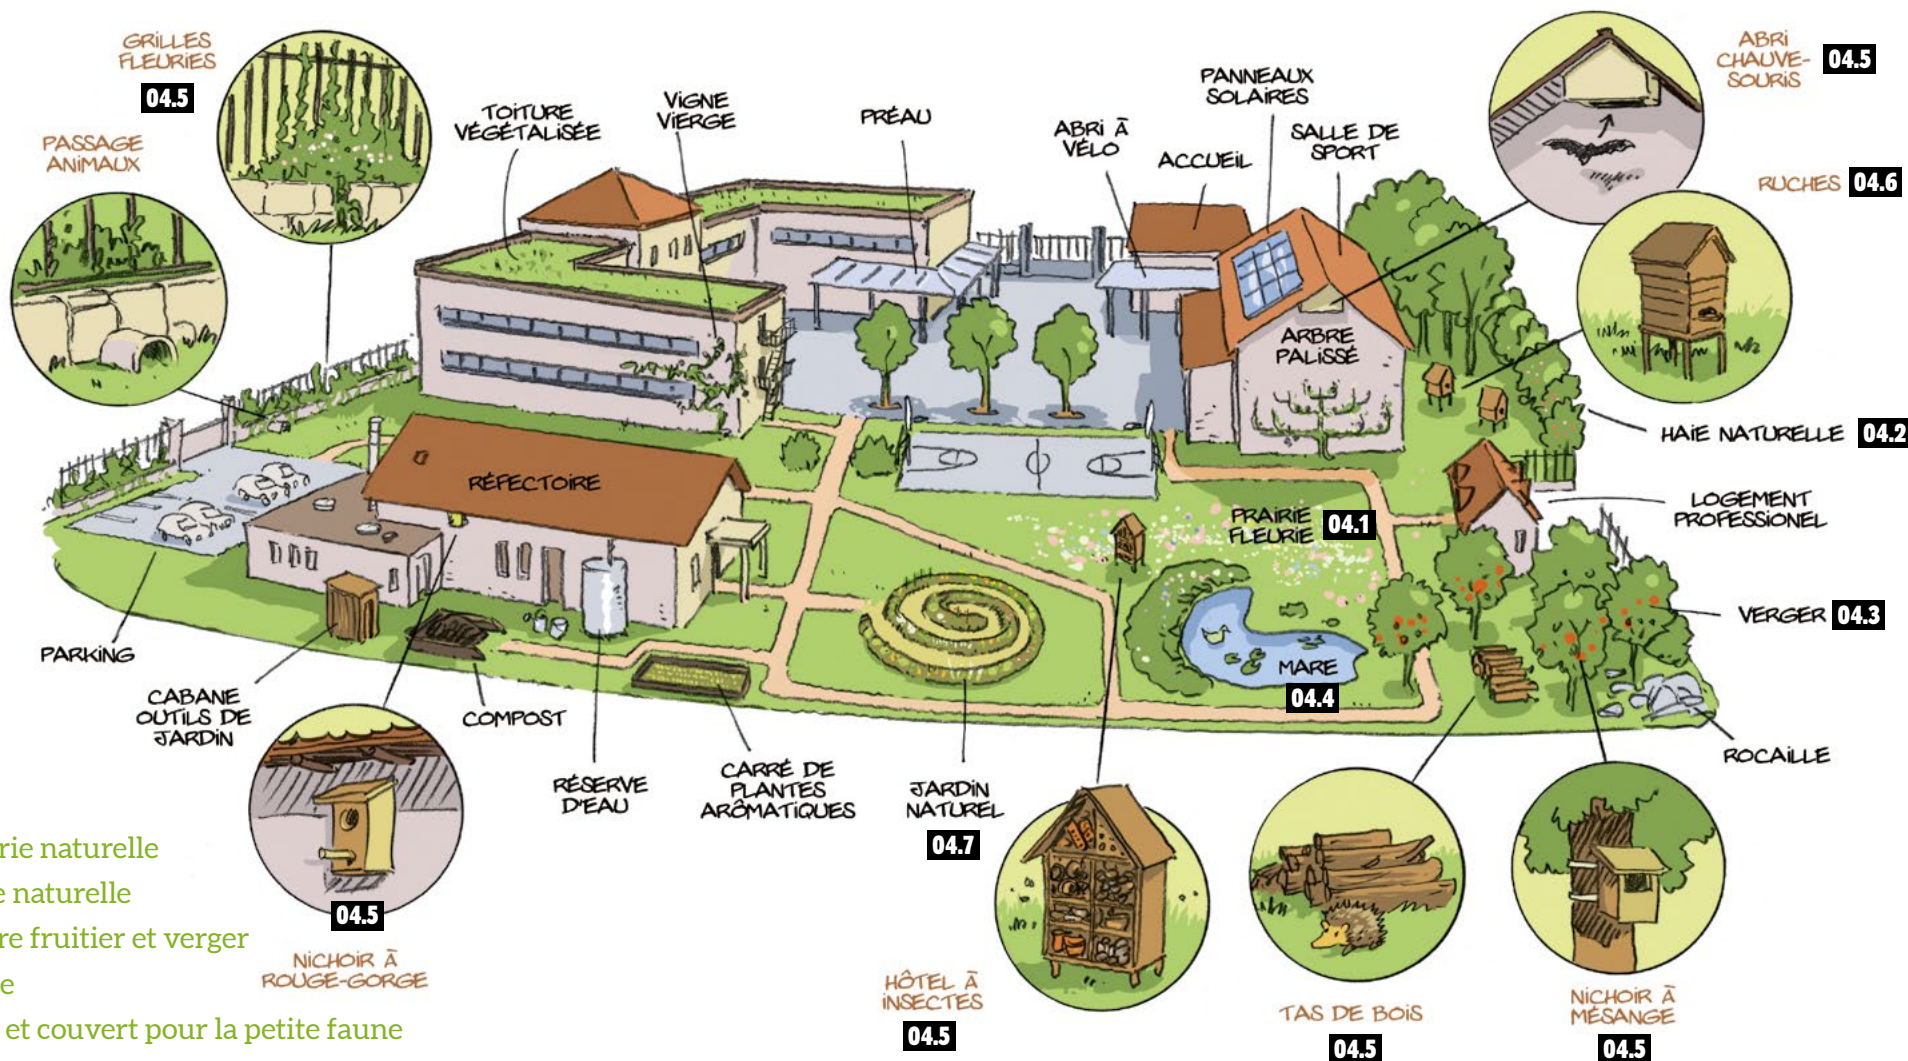 GRILLES
FLEURIES
04.5
PASSAGE
ANIMAUX
TOITURE
VÉGÉTALISÉE
VIGNE
VIERGE
PRÉAU
ABRI À
VÉLO
ACCUEIL
PANNEAUX
SOLAIRES
SALLE DE
SPORT
ABRI
CHAUVE-
SOURIS
04.5
RUCHES 04.6
ARBRE
PALISSÉ
HAIE NATURELLE 04.2
LOGEMENT
PROFESSIONEL
RÉFECTOIRE
PRAIRIE
FLEURIE
04.1
VERGER 04.3
MARE
04.4
PARKING
CABANE
OUTILS DE
JARDIN
COMPOST
RÉSERVE
D'EAU
CARRÉ DE
PLANTES
ARÔMATIQUES
JARDIN
NATUREL
04.7
ROCAILLE
04.5
NICHOIR À
ROUGE-GORGE
HÔTEL À
INSECTES
04.5
TAS DE BOIS
04.5
NICHOIR À
MÉSANGE
04.5
rie naturelle
e naturelle
re fruitier et verger
e
et couvert pour la petite faune